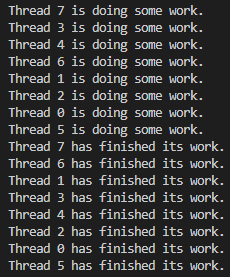 Thread 7 is doing some work.
Thread 3 is doing some work.
Thread 4 is doing some work.
Thread 6 is doing some work.
Thread 1 is doing some work.
Thread 2 is doing some work.
Thread 0 is doing some work.
Thread 5 is doing some work.
Thread 7 has finished its work.
Thread 6 has finished its work.
Thread 1 has finished its work.
Thread 3 has finished its work.
Thread 4 has finished its work.
Thread 2 has finished its work.
Thread 0 has finished its work.
Thread 5 has finished its work.